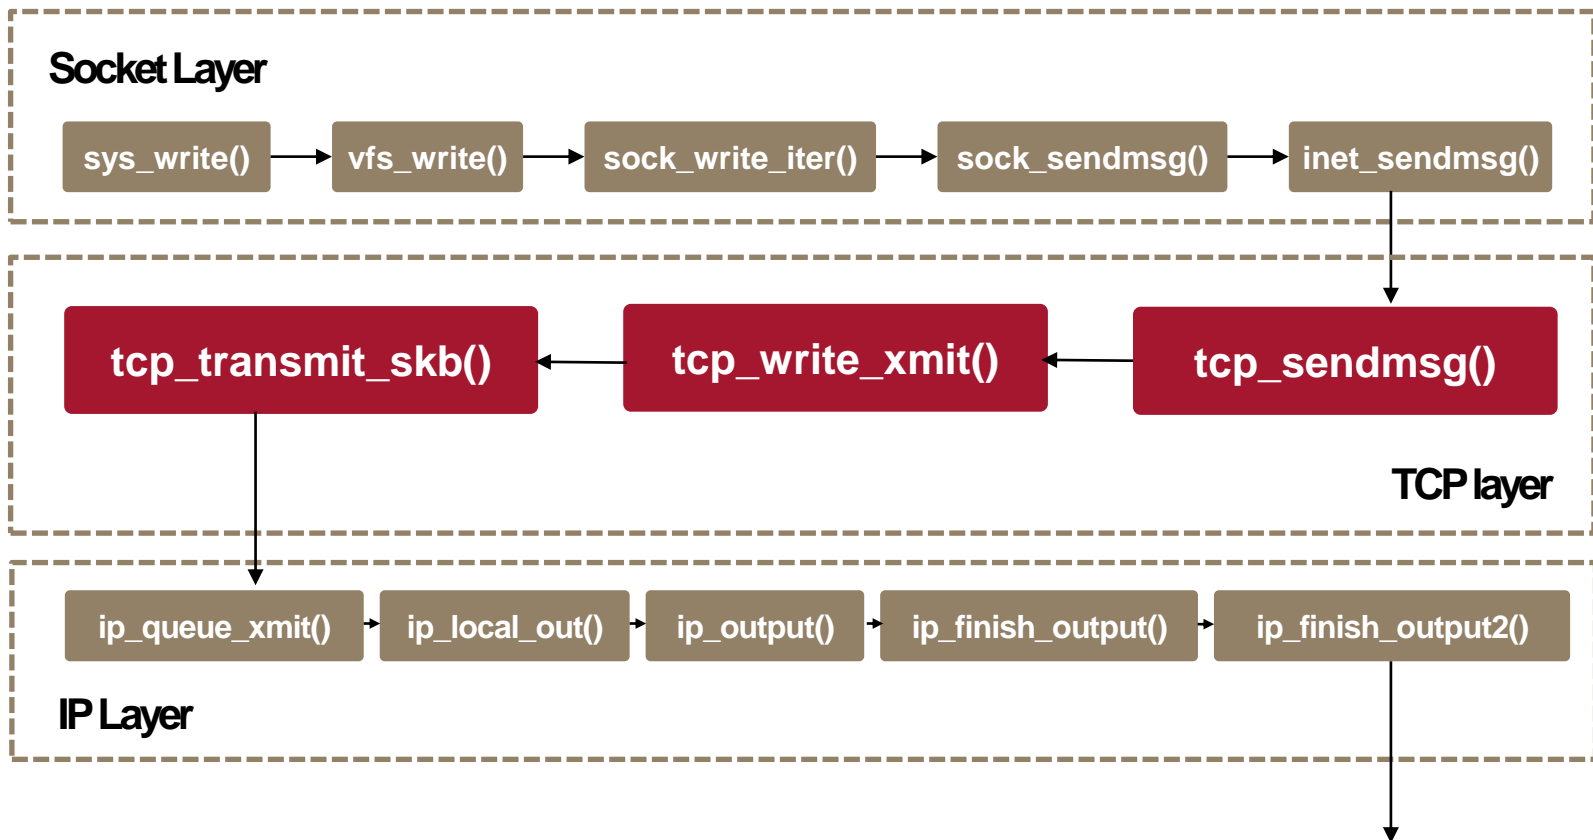 Socket Layer
sys_write()
vfs_write()
sock_write_iter()
sock_sendmsg()
inet_sendmsg()
tcp_transmit_skb()
tcp_write_xmit()
tcp_sendmsg()
TCP layer
ip_queue_xmit()
ip_local_out()
ip_output()
ip_finish_output()
ip_finish_output2()
IP Layer